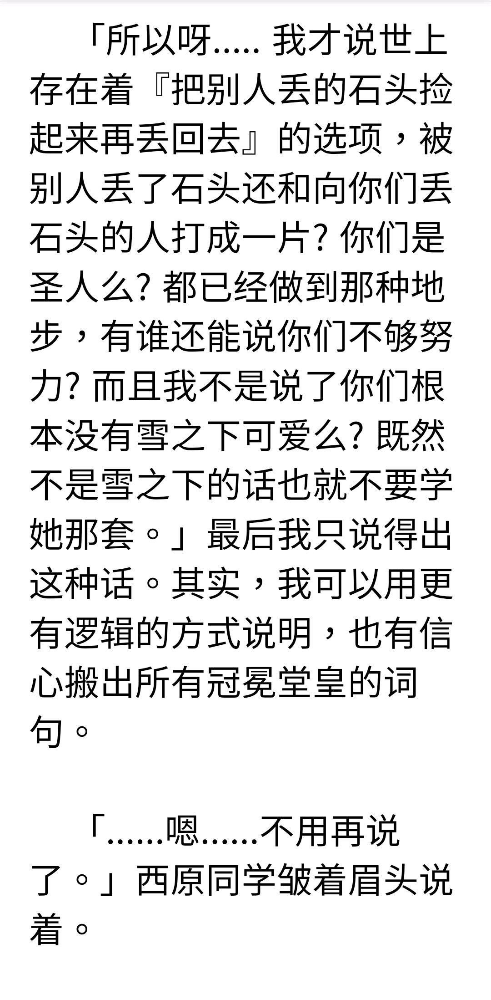 「所以呀..... 我才说世上
存在着『把别人丢的石头捡
起来再丢回去』的选项，被
别人丢了石头还和向你们丢
石头的人打成一片? 你们是
圣人么? 都已经做到那种地
步，有谁还能说你们不够努
力? 而且我不是说了你们根
本没有雪之下可爱么? 既然
不是雪之下的话也就不要学
她那套。」最后我只说得出
这种话。其实，我可以用更
有逻辑的方式说明，也有信
心搬出所有冠冕堂皇的词
句。
「......嗯......不用再说
了。」西原同学皱着眉头说
着。